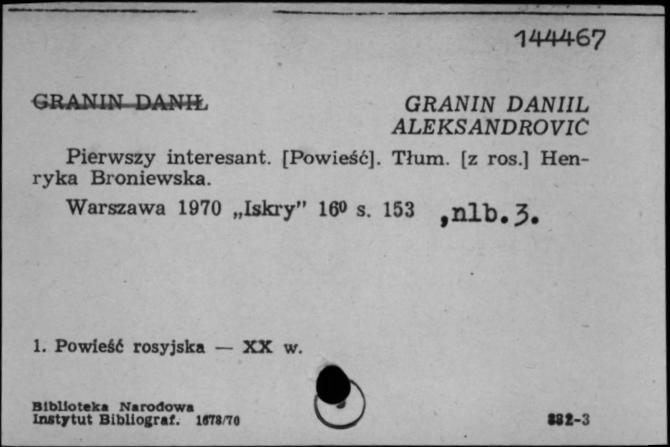 144467
GRANIN DANIŁ
GRANIN DANIIL
ALEKSANDROVIČ
Pierwszy interesant. [Powieść]. Tłum. [z ros.] Hen-
ryka Broniewska.
Warszawa 1970 „Iskry” 16⁰ s. 153 ,nlb.3.
1. Powieść rosyjska — XX w.
Biblioteka Narodowa
Instytut Bibliograf. 1678/70
882-3